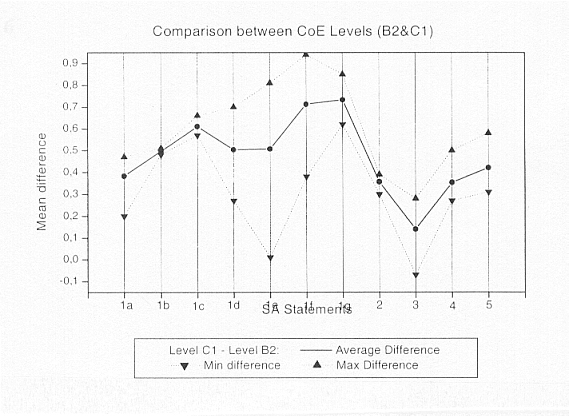 Comparison between CoE Levels (B2&C1)
0,9
0,8
0,7
0,6
0,5
0,4
0,3
0,2
0,1
0,0
-0,1
Mean difference
1a 1b 1c 1d 1e 1f 1g 2 3 4 5
SA Statements
Level C1 - Level B2: Average Difference
Min difference Max Difference